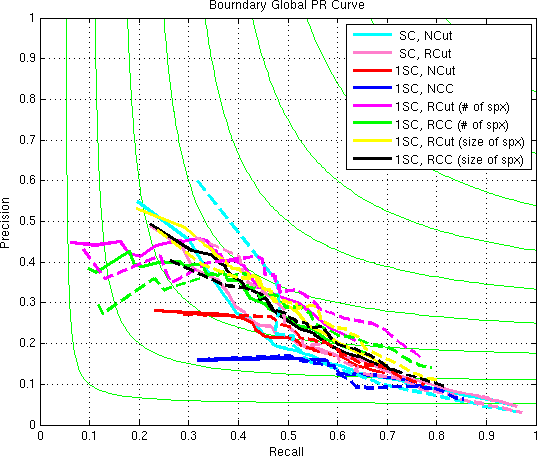 Bourndary Global PR Curve
SC, NCut
SC, RCut
1SC, NCut
1SC, NCC
1SC, RCut (# of spx)
1SC, RCC (# of spx)
1SC, RCut (size of spx)
1SC, RCC (size of spx)
1
0.9
0.8
0.7
0.6
0.5
0.4
0.3
0.2
0.1
0
Precision
0 0.1 0.2 0.3 0.4 0.5 0.6 0.7 0.8 0.9 1
Recall